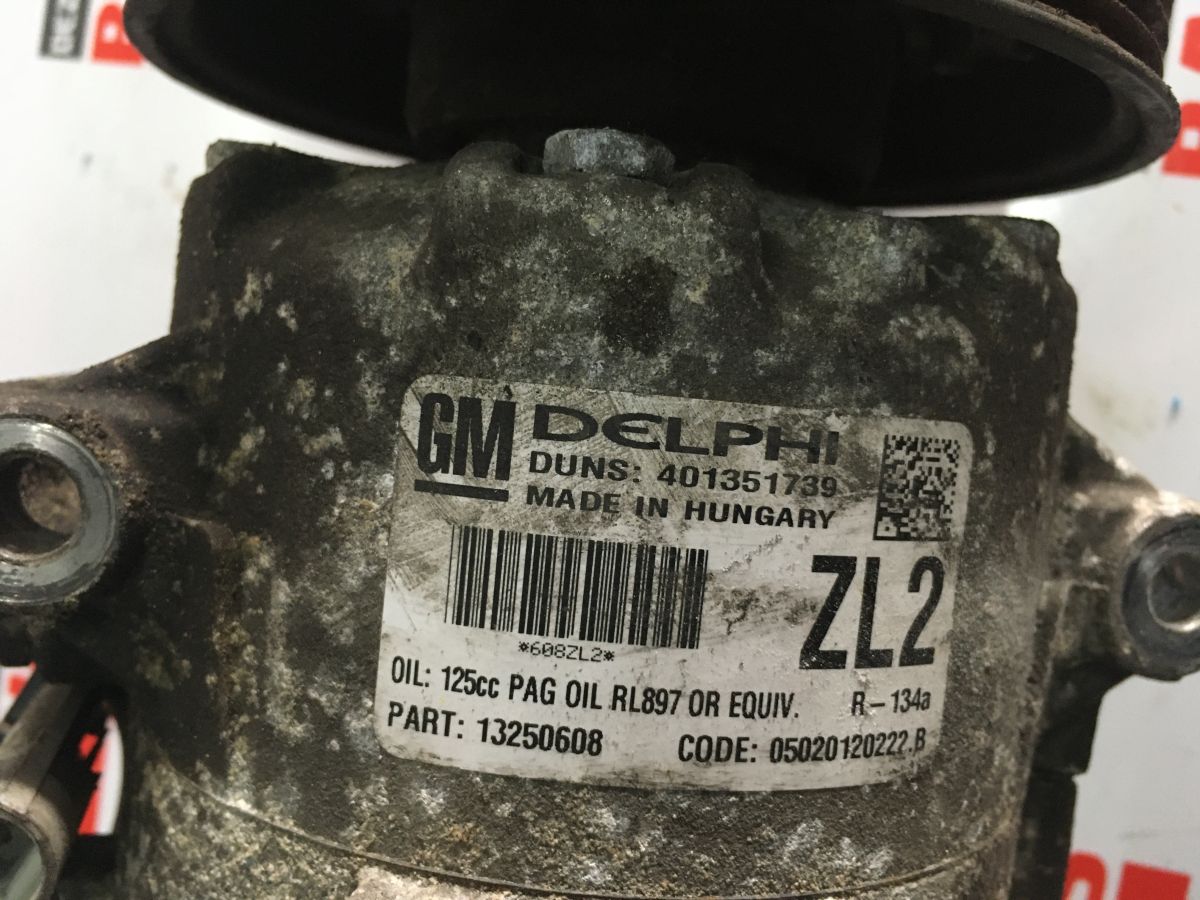 GM DELPHI
DUNS: 401351739
MADE IN HUNGARY
*608ZL2*
ZL2
OIL: 125cc PAG OIL RL897 OR EQUIV. R-134a
PART: 13250608 CODE: 05020120222.B